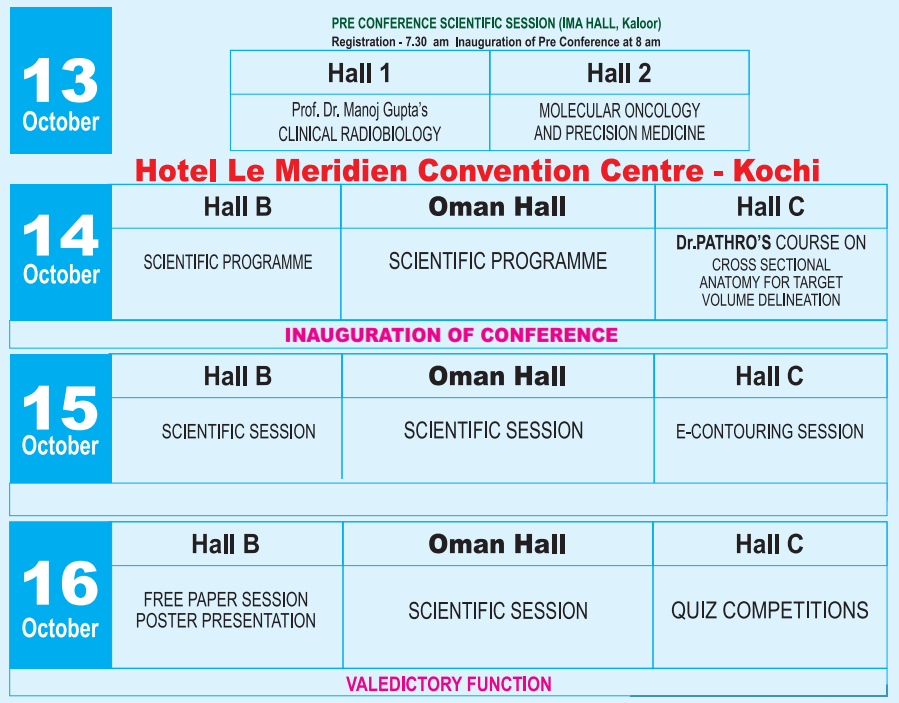 PRE CONFERENCE SCIENTIFIC SESSION (IMA HALL, Kaloor)
Registration - 7.30 am Inauguration of Pre Conference at 8 am
13
October
Hall 1
Hall 2
Prof. Dr. Manoj Gupta's
CLINICAL RADIOBIOLOGY
MOLECULAR ONCOLOGY
AND PRECISION MEDICINE
Hotel Le Meridien Convention Centre - Kochi
14
October
Hall B
Oman Hall
Hall C
SCIENTIFIC PROGRAMME
SCIENTIFIC PROGRAMME
Dr.PATHRO'S COURSE ON
CROSS SECTIONAL
ANATOMY FOR TARGET
VOLUME DELINEATION
INAUGURATION OF CONFERENCE
15
October
Hall B
Oman Hall
Hall C
SCIENTIFIC SESSION
SCIENTIFIC SESSION
E-CONTOURING SESSION
16
October
Hall B
Oman Hall
Hall C
FREE PAPER SESSION
POSTER PRESENTATION
SCIENTIFIC SESSION
QUIZ COMPETITIONS
VALEDICTORY FUNCTION